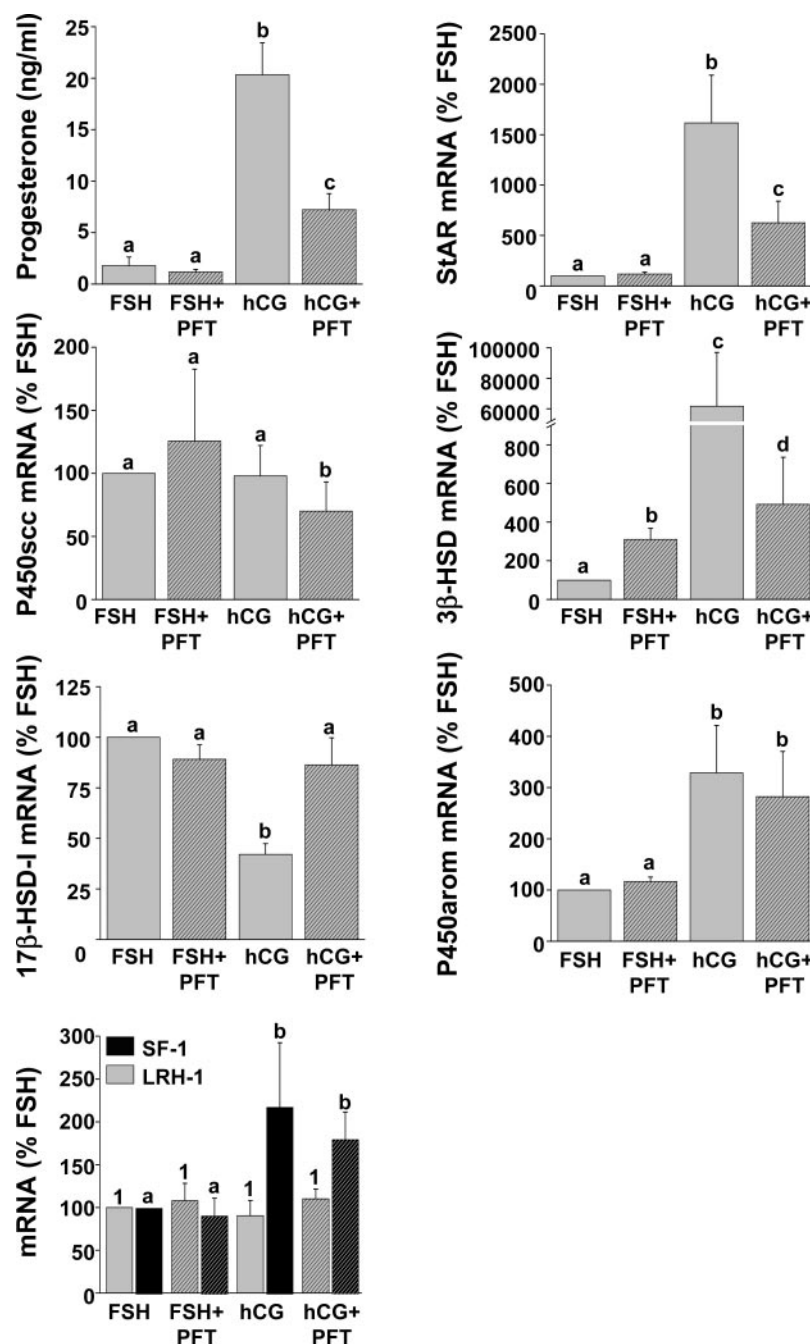 Progesterone (ng/ml)
25
20
15
10
5
0
a
a
b
c
FSH
FSH+
PFT
hCG
hCG+
PFT
StAR mRNA (% FSH)
2500
2000
1500
1000
500
0
a
a
b
c
FSH
FSH+
PFT
hCG
hCG+
PFT
P450scc mRNA (% FSH)
200
150
100
50
0
a
a
a
b
FSH
FSH+
PFT
hCG
hCG+
PFT
3β-HSD mRNA (% FSH)
100000
80000
60000
800
600
400
200
0
a
b
c
d
FSH
FSH+
PFT
hCG
hCG+
PFT
17β-HSD-I mRNA (% FSH)
125
100
75
50
25
0
a
a
b
a
FSH
FSH+
PFT
hCG
hCG+
PFT
P450arom mRNA (% FSH)
500
400
300
200
100
0
a
a
b
b
FSH
FSH+
PFT
hCG
hCG+
PFT
mRNA (% FSH)
300
250
200
150
100
50
0
SF-1
LRH-1
1 a
1 a
1 b
1 b
FSH
FSH+
PFT
hCG
hCG+
PFT